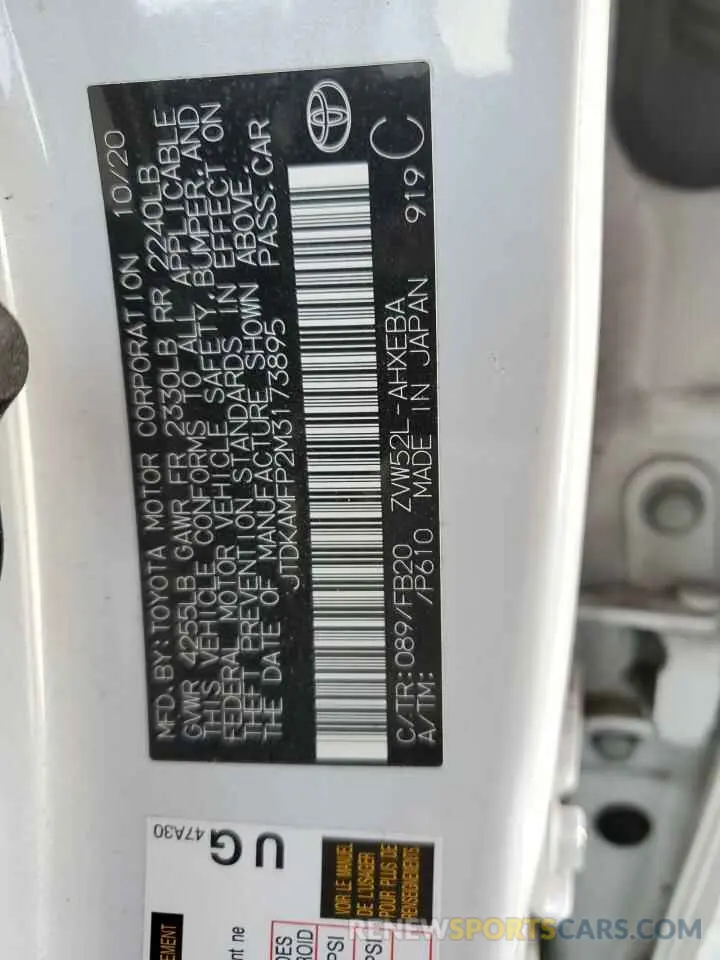 MFD. BY: TOYOTA MOTOR CORPORATION 10/20
GVWR 4255LB GAWR FR 2330LB RR 2240LB
THIS VEHICLE CONFORMS TO ALL APPLICABLE
FEDERAL MOTOR VEHICLE SAFETY, BUMPER, AND
THEFT PREVENTION STANDARDS IN EFFECT ON
THE DATE OF MANUFACTURE SHOWN ABOVE.
JTDKAMFP2M3173895 PASS. CAR
C/TR: 089/FB20 ZVW52L-AHXEBA
A/TM: /P610 MADE IN JAPAN 919 C
47A30
UG
VOIR LE MANUEL
DE L'USAGER
POUR PLUS DE
RENSEIGNEMENTS
PSI
PSI
RENEWSPORTSCARS.COM